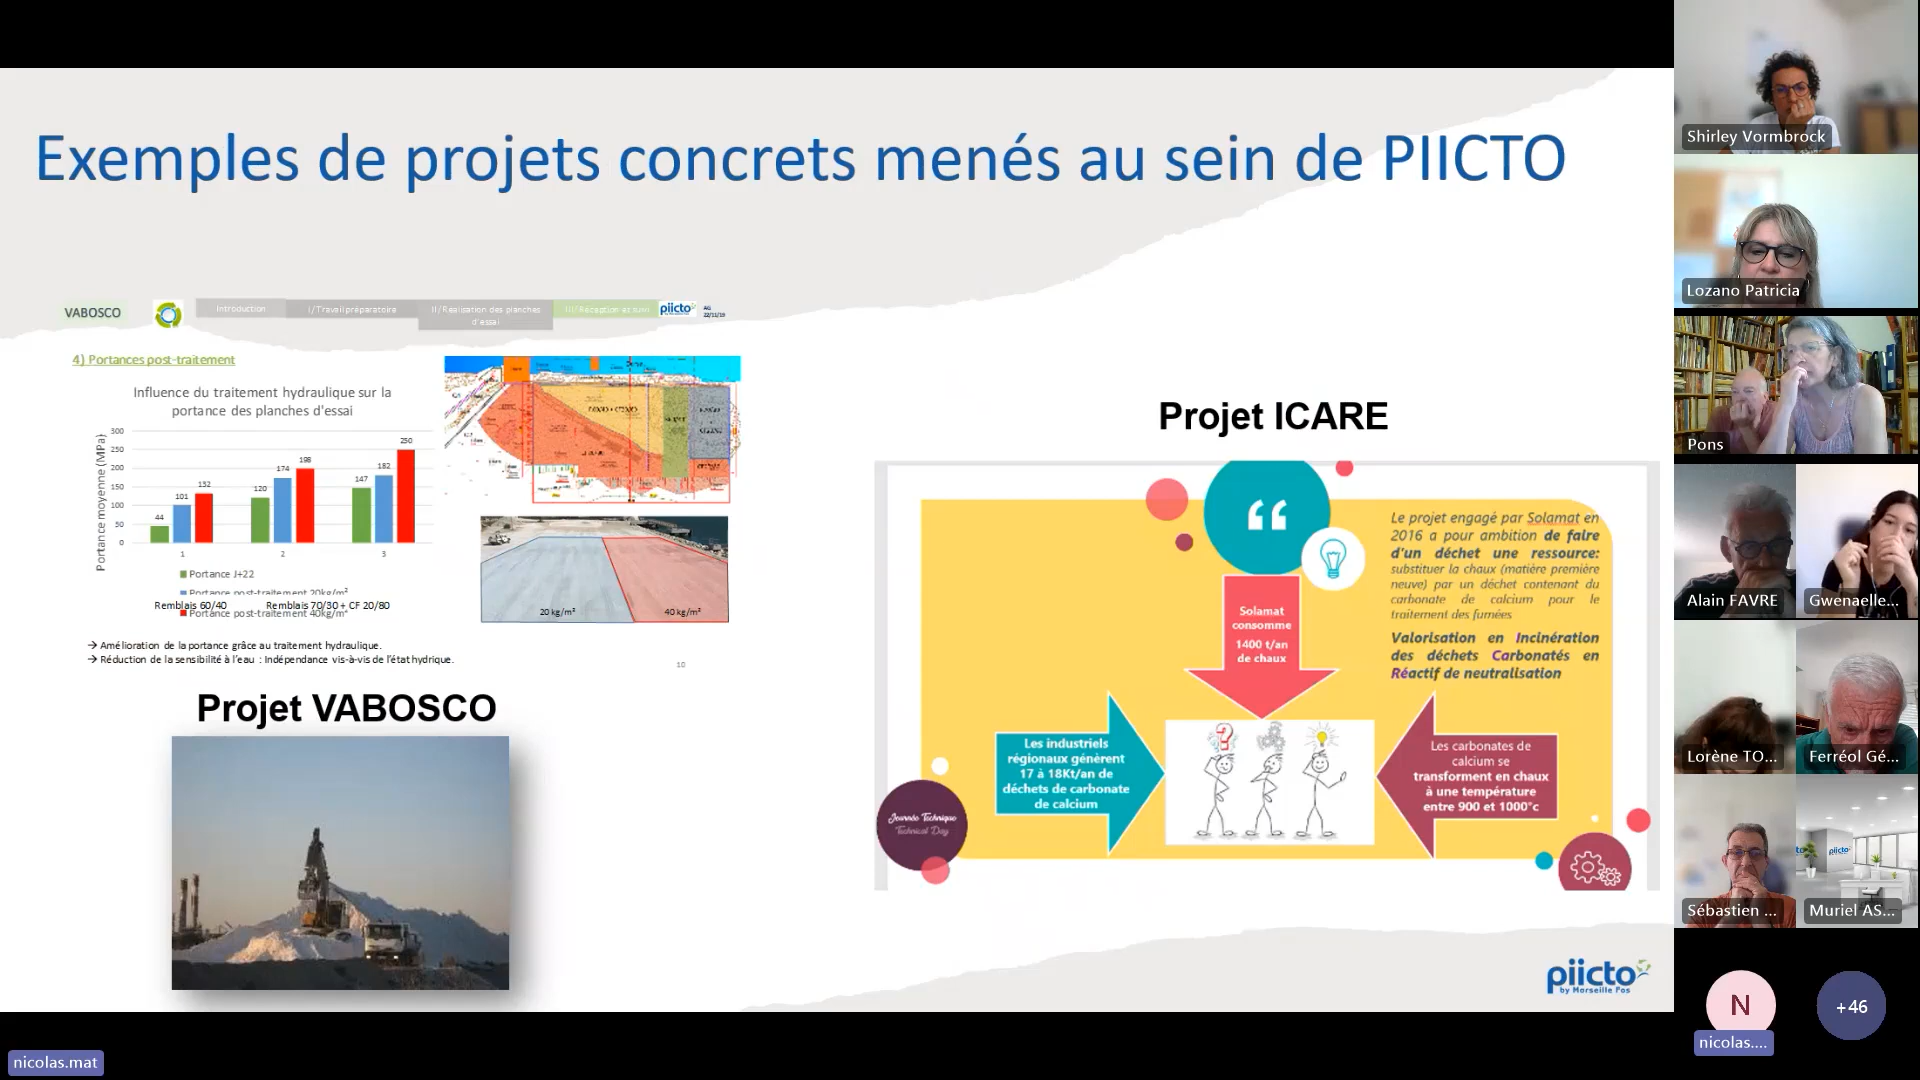 Exemples de projets concrets menés au sein de PIICTO
VABOSCO
Introduction
I/Travail préparatoire
II/Réalisation des planches
d'essai
III/Réception et suivi
piicto
AG
22/11/18
4) Portances post-traitement
Influence du traitement hydraulique sur la
portance des planches d'essai
Portance moyenne (MPa)
300
250
200
150
100
50
0
44
101
132
120
174
198
147
182
250
1
2
3
Portance J+22
Portance post-traitement 20kg/m²
Remblais 60/40
Remblais 70/30 + CF 20/80
Portance post-traitement 40kg/m²
20 kg/m²
40 kg/m²
→ Amélioration de la portance grâce au traitement hydraulique.
→ Réduction de la sensibilité à l'eau : Indépendance vis-à-vis de l'état hydrique.
10
Projet VABOSCO
Projet ICARE
Le projet engagé par Solamat en
2016 a pour ambition de faire
d'un déchet une ressource:
substituer la chaux (matière première
neuve) par un déchet contenant du
carbonate de calcium pour le
traitement des fumées
Valorisation en Incinération
des déchets Carbonatés en
Réactif de neutralisation
Solamat
consomme
1400 t/an
de chaux
Les industriels
régionaux génèrent
17 à 18Kt/an de
déchets de carbonate
de calcium
Les carbonates de
calcium se
transforment en chaux
à une température
entre 900 et 1000°c
Journée Technique
Technical Day
piicto
by Marseille Fos
Shirley Vormbrock
Lozano Patricia
Pons
Alain FAVRE
Gwenaelle...
Lorène TO...
Ferréol Gé...
Sébastien ...
piicto
Muriel AS...
N
nicolas....
+46
nicolas.mat